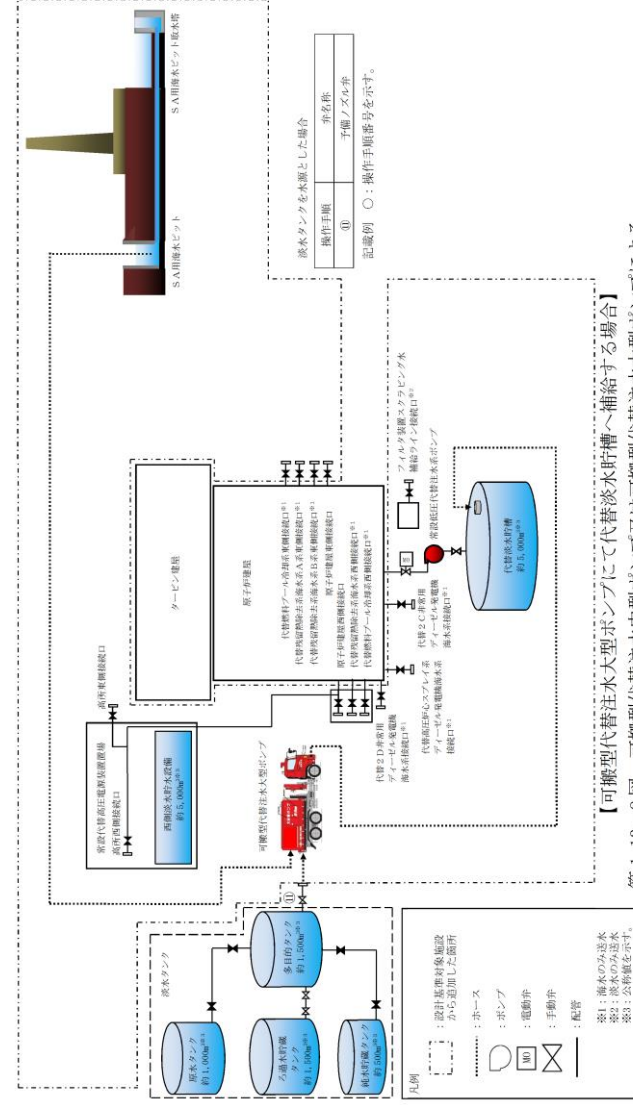 ＳＡ用海水ピット取水塔
ＳＡ用海水ピット
淡水タンクを水源とした場合
操作手順
弁名称
⑪
予備ノズル弁
記載例　○：操作手順番号を示す。
タービン建屋
原子炉建屋
代替燃料プール冷却系東側接続口※1
代替残留熱除去系海水系Ａ系東側接続口※1
代替残留熱除去系海水系Ｂ系東側接続口※1
原子炉建屋東側接続口
原子炉建屋西側接続口
代替残留熱除去系海水系西側接続口※1
代替燃料プール冷却系西側接続口※1
フィルタ装置スクラビング水
補給ライン接続口※2
常設低圧代替注水系ポンプ
代替淡水貯槽
約5,000m³※3
代替２Ｃ非常用
ディーゼル発電機
海水系接続口※1
代替高圧炉心スプレイ系
ディーゼル発電機海水系
接続口※1
代替２Ｄ非常用
ディーゼル発電機
海水系接続口※1
高所東側接続口
常設代替高圧電源装置置場
高所西側接続口
西側淡水貯水設備
約5,000m³※3
可搬型代替注水大型ポンプ
淡水タンク
⑪
多目的タンク
約1,500m³※3
原水タンク
約1,000m³※3
ろ過水貯蔵
タンク
約1,500m³※3
純水貯蔵タンク
約500m³※3
凡例
：設計基準対象施設
から追加した箇所
：ホース
：ポンプ
MO
：電動弁
：手動弁
：配管
※1：海水のみ送水
※2：淡水のみ送水
※3：公称値を示す。
【可搬型代替注水大型ポンプにて代替淡水貯槽へ補給する場合】